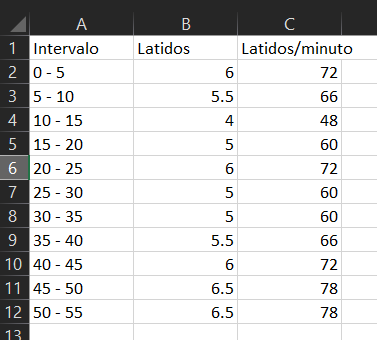 A B C
1 Intervalo Latidos Latidos/minuto
2 0 - 5 6 72
3 5 - 10 5.5 66
4 10 - 15 4 48
5 15 - 20 5 60
6 20 - 25 6 72
7 25 - 30 5 60
8 30 - 35 5 60
9 35 - 40 5.5 66
10 40 - 45 6 72
11 45 - 50 6.5 78
12 50 - 55 6.5 78
13